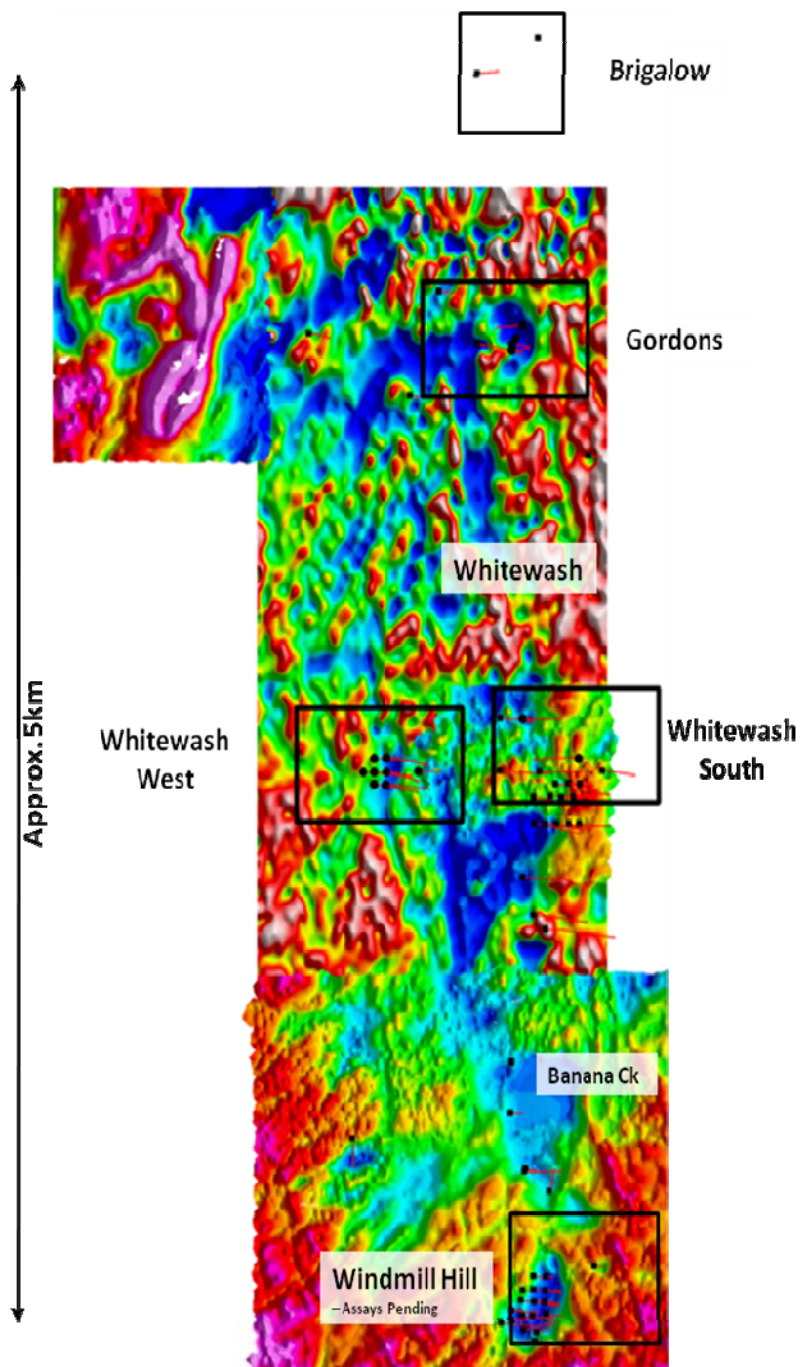 Brigalow
Gordons
Whitewash
Approx. 5km
Whitewash
West
Whitewash
South
Banana Ck
Windmill Hill
–Assays Pending